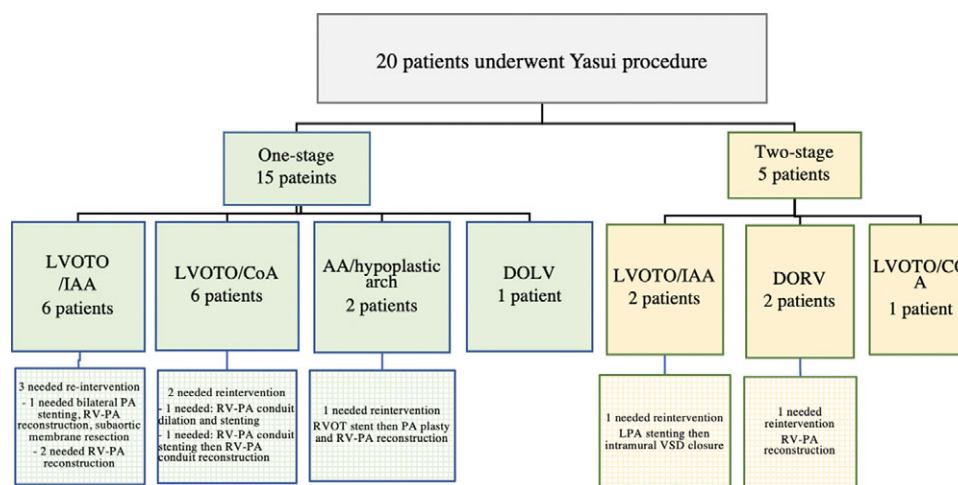 20 patients underwent Yasui procedure
One-stage
15 pateints
Two-stage
5 patients
LVOTO
/IAA
6 patients
LVOTO/CoA
6 patients
AA/hypoplastic
arch
2 patients
DOLV
1 patient
LVOTO/IAA
2 patients
DORV
2 patients
LVOTO/CO
A
1 patient
3 needed re-intervention
- 1 needed bilateral PA
stenting, RV-PA
reconstruction, subaortic
membrane resection
- 2 needed RV-PA
reconstruction
2 needed reintervention
- 1 needed: RV-PA conduit
dilation and stenting
- 1 needed: RV-PA conduit
stenting then RV-PA
conduit reconstruction
1 needed reintervention
RVOT stent then PA plasty
and RV-PA reconstruction
1 needed reintervention
LPA stenting then
intramural VSD closure
1 needed
reintervention
RV-PA
reconstruction